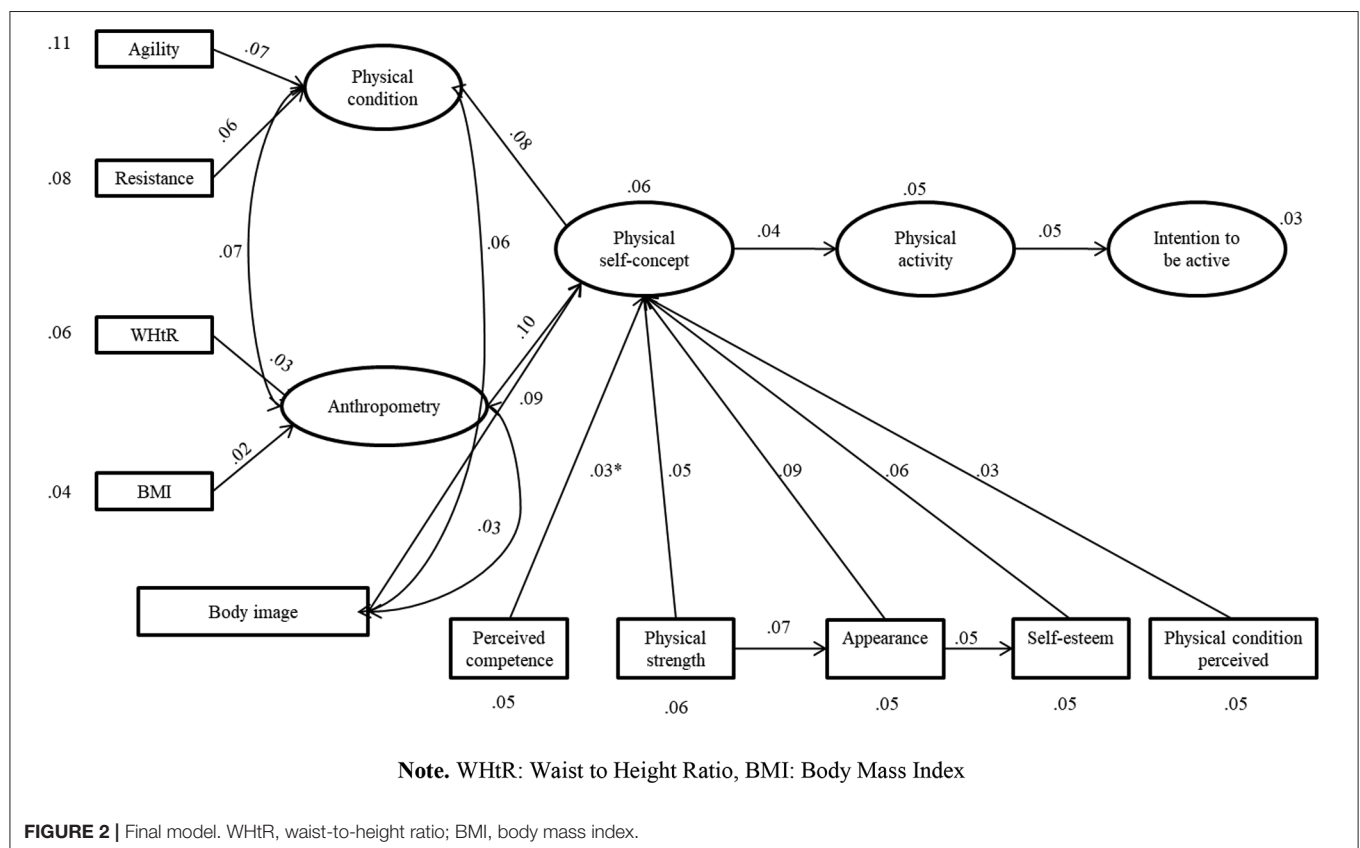 .11
Agility
.07
Physical
condition
.06
.08
Resistance
.08
.07
.06
.06
Physical
self-concept
.04
.05
Physical
activity
.05
Intention to
be active
.03
.06
WHtR
.03
Anthropometry
.10
.09
.02
.04
BMI
.03
Body image
.03*
.05
.09
.06
.03
Perceived
competence
.05
Physical
strength
.06
.07
Appearance
.05
.05
Self-esteem
.05
Physical condition
perceived
.05
Note. WHtR: Waist to Height Ratio, BMI: Body Mass Index
FIGURE 2 | Final model. WHtR, waist-to-height ratio; BMI, body mass index.